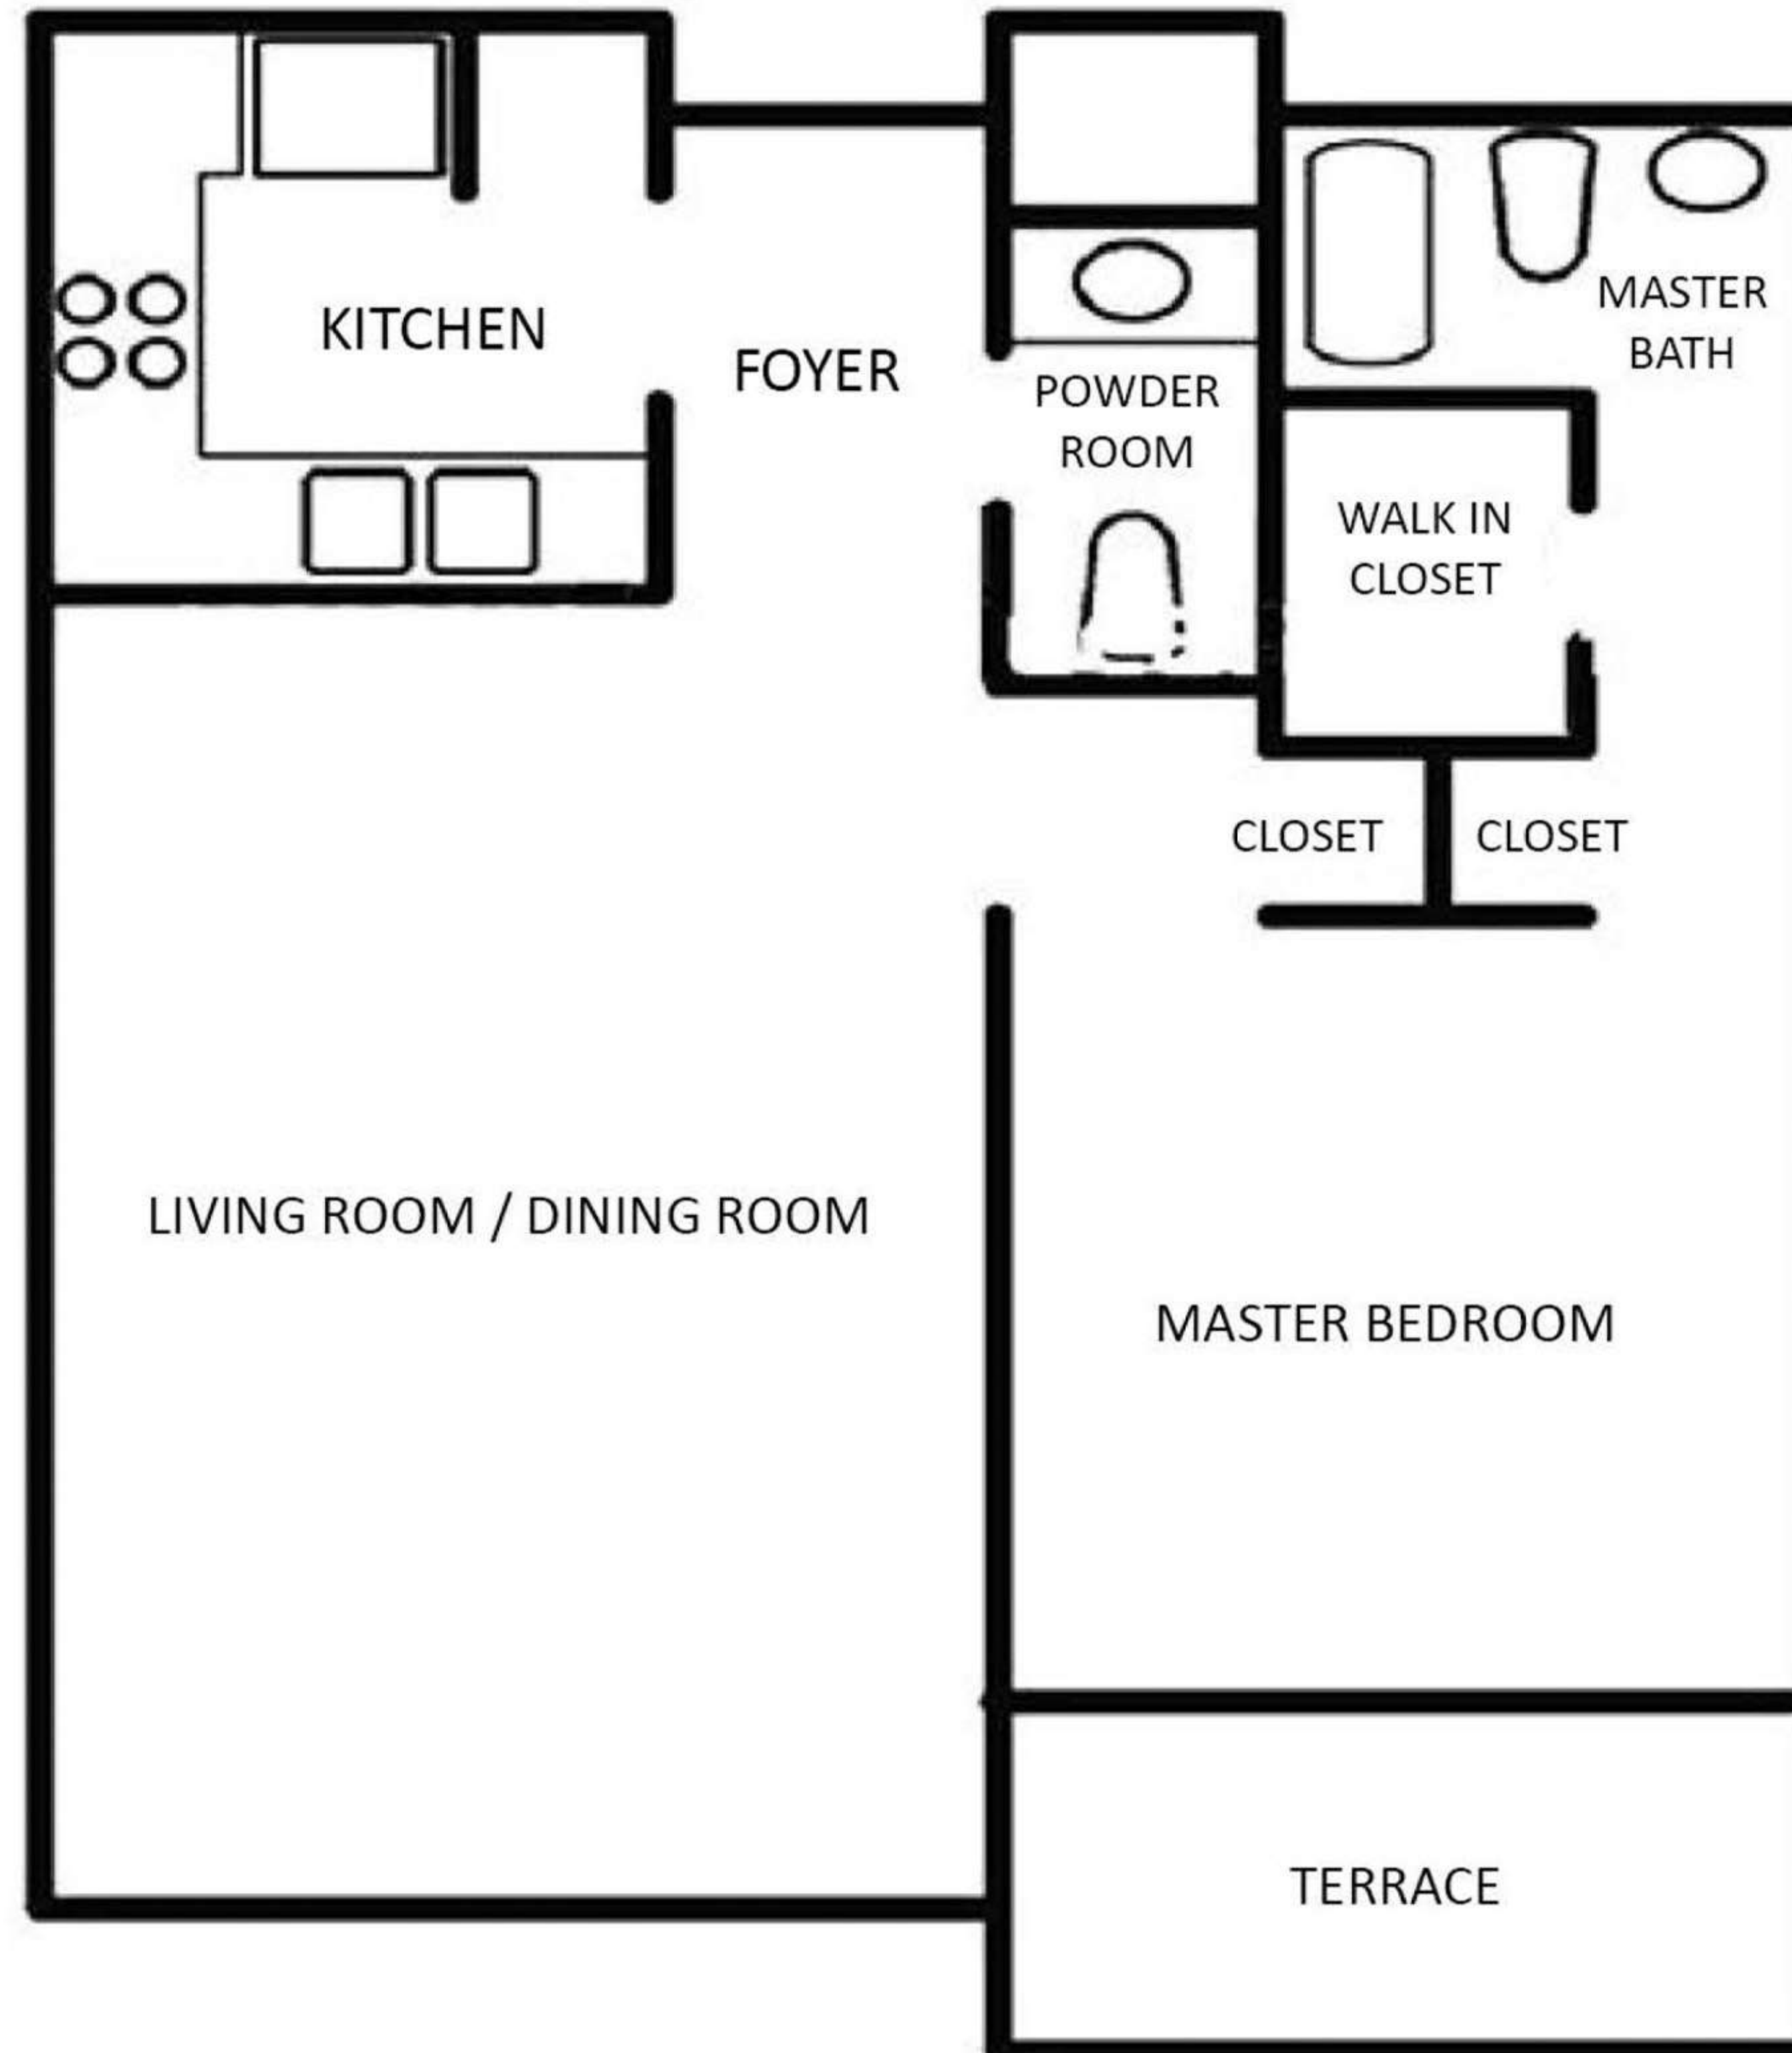 KITCHEN
FOYER
POWDER
ROOM
MASTER
BATH
WALK IN
CLOSET
CLOSET
CLOSET
LIVING ROOM / DINING ROOM
MASTER BEDROOM
TERRACE